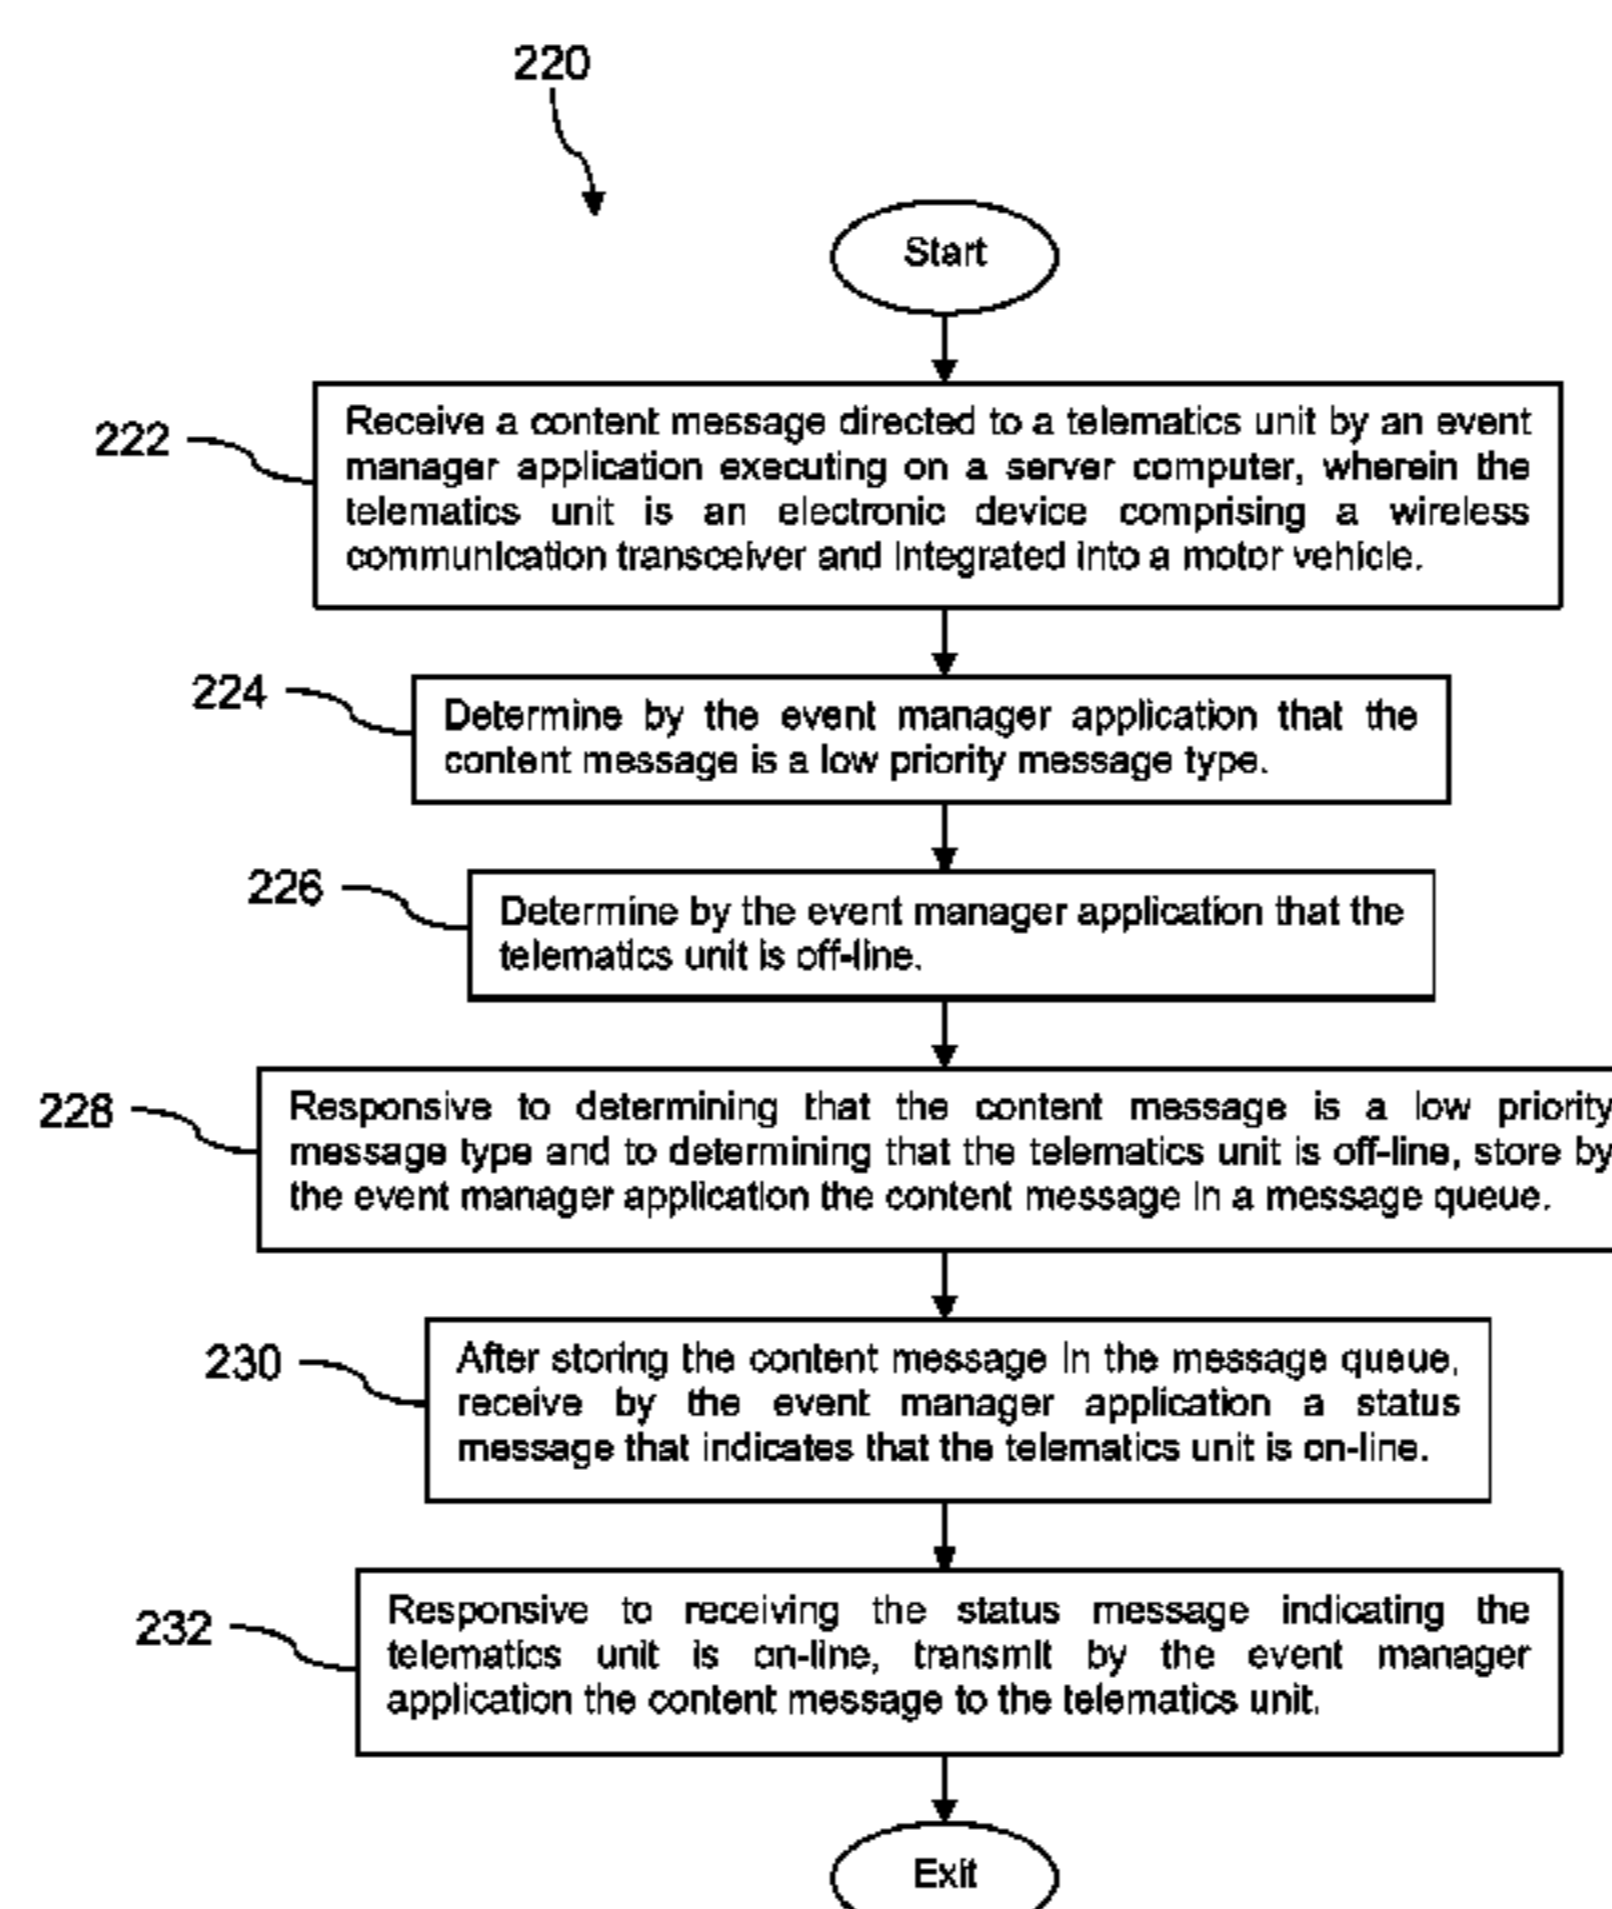 220
Start
222
Receive a content message directed to a telematics unit by an event
manager application executing on a server computer, wherein the
telematics unit is an electronic device comprising a wireless
communication transceiver and integrated into a motor vehicle.
224
Determine by the event manager application that the
content message is a low priority message type.
226
Determine by the event manager application that the
telematics unit is off-line.
228
Responsive to determining that the content message is a low priority
message type and to determining that the telematics unit is off-line, store by
the event manager application the content message in a message queue.
230
After storing the content message in the message queue,
receive by the event manager application a status
message that indicates that the telematics unit is on-line.
232
Responsive to receiving the status message indicating the
telematics unit is on-line, transmit by the event manager
application the content message to the telematics unit.
Exit